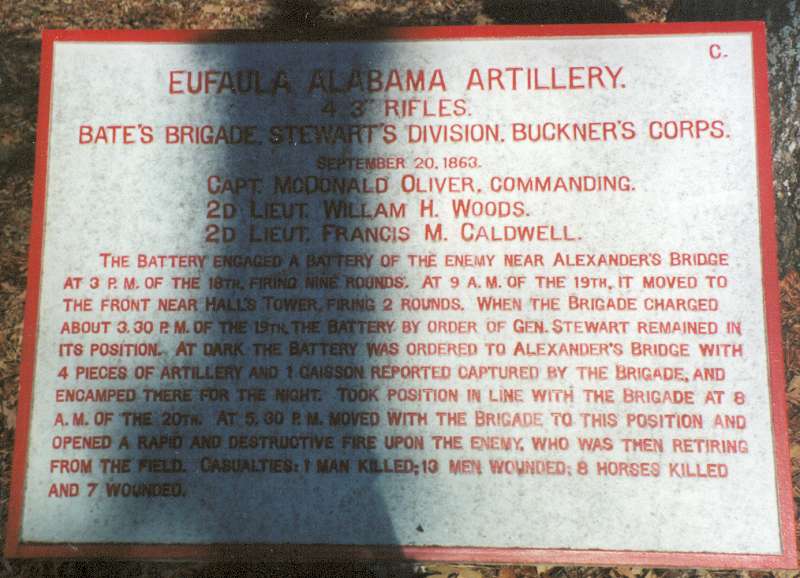 C.
EUFAULA ALABAMA ARTILLERY.
4 3" RIFLES.
BATE'S BRIGADE, STEWART'S DIVISION. BUCKNER'S CORPS.
SEPTEMBER 20, 1863.
CAPT. MCDONALD OLIVER, COMMANDING.
2D LIEUT. WILLAM H. WOODS.
2D LIEUT. FRANCIS M. CALDWELL.
THE BATTERY ENGAGED A BATTERY OF THE ENEMY NEAR ALEXANDER'S BRIDGE
AT 3 P. M. OF THE 18TH, FIRING NINE ROUNDS. AT 9 A. M. OF THE 19TH, IT MOVED TO
THE FRONT NEAR HALL'S TOWER, FIRING 2 ROUNDS. WHEN THE BRIGADE CHARGED
ABOUT 3.30 P. M. OF THE 19TH, THE BATTERY BY ORDER OF GEN. STEWART REMAINED IN
ITS POSITION. AT DARK THE BATTERY WAS ORDERED TO ALEXANDER'S BRIDGE WITH
4 PIECES OF ARTILLERY AND 1 CAISSON REPORTED CAPTURED BY THE BRIGADE, AND
ENCAMPED THERE FOR THE NIGHT. TOOK POSITION IN LINE WITH THE BRIGADE AT 8
A. M. OF THE 20TH. AT 5.30 P. M. MOVED WITH THE BRIGADE TO THIS POSITION AND
OPENED A RAPID AND DESTRUCTIVE FIRE UPON THE ENEMY, WHO WAS THEN RETIRING
FROM THE FIELD. CASUALTIES: 1 MAN KILLED; 13 MEN WOUNDED; 8 HORSES KILLED
AND 7 WOUNDED.